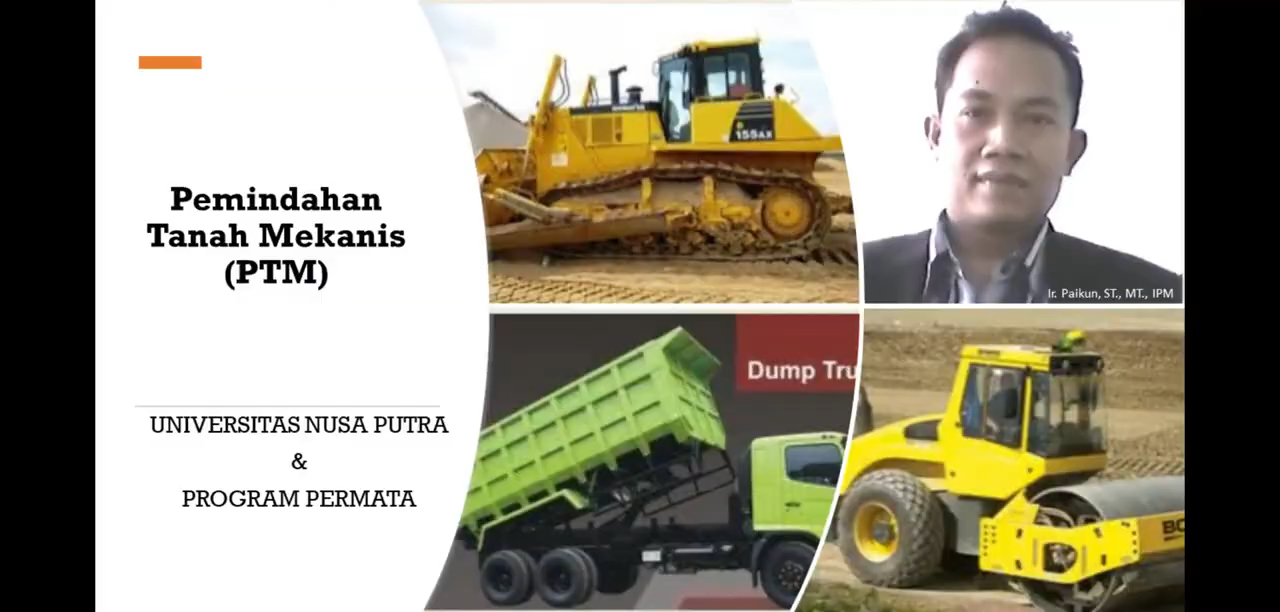 Pemindahan
Tanah Mekanis
(PTM)
UNIVERSITAS NUSA PUTRA
&
PROGRAM PERMATA
155AX
Ir. Paikun, ST., MT., IPM
Dump Tru
BO